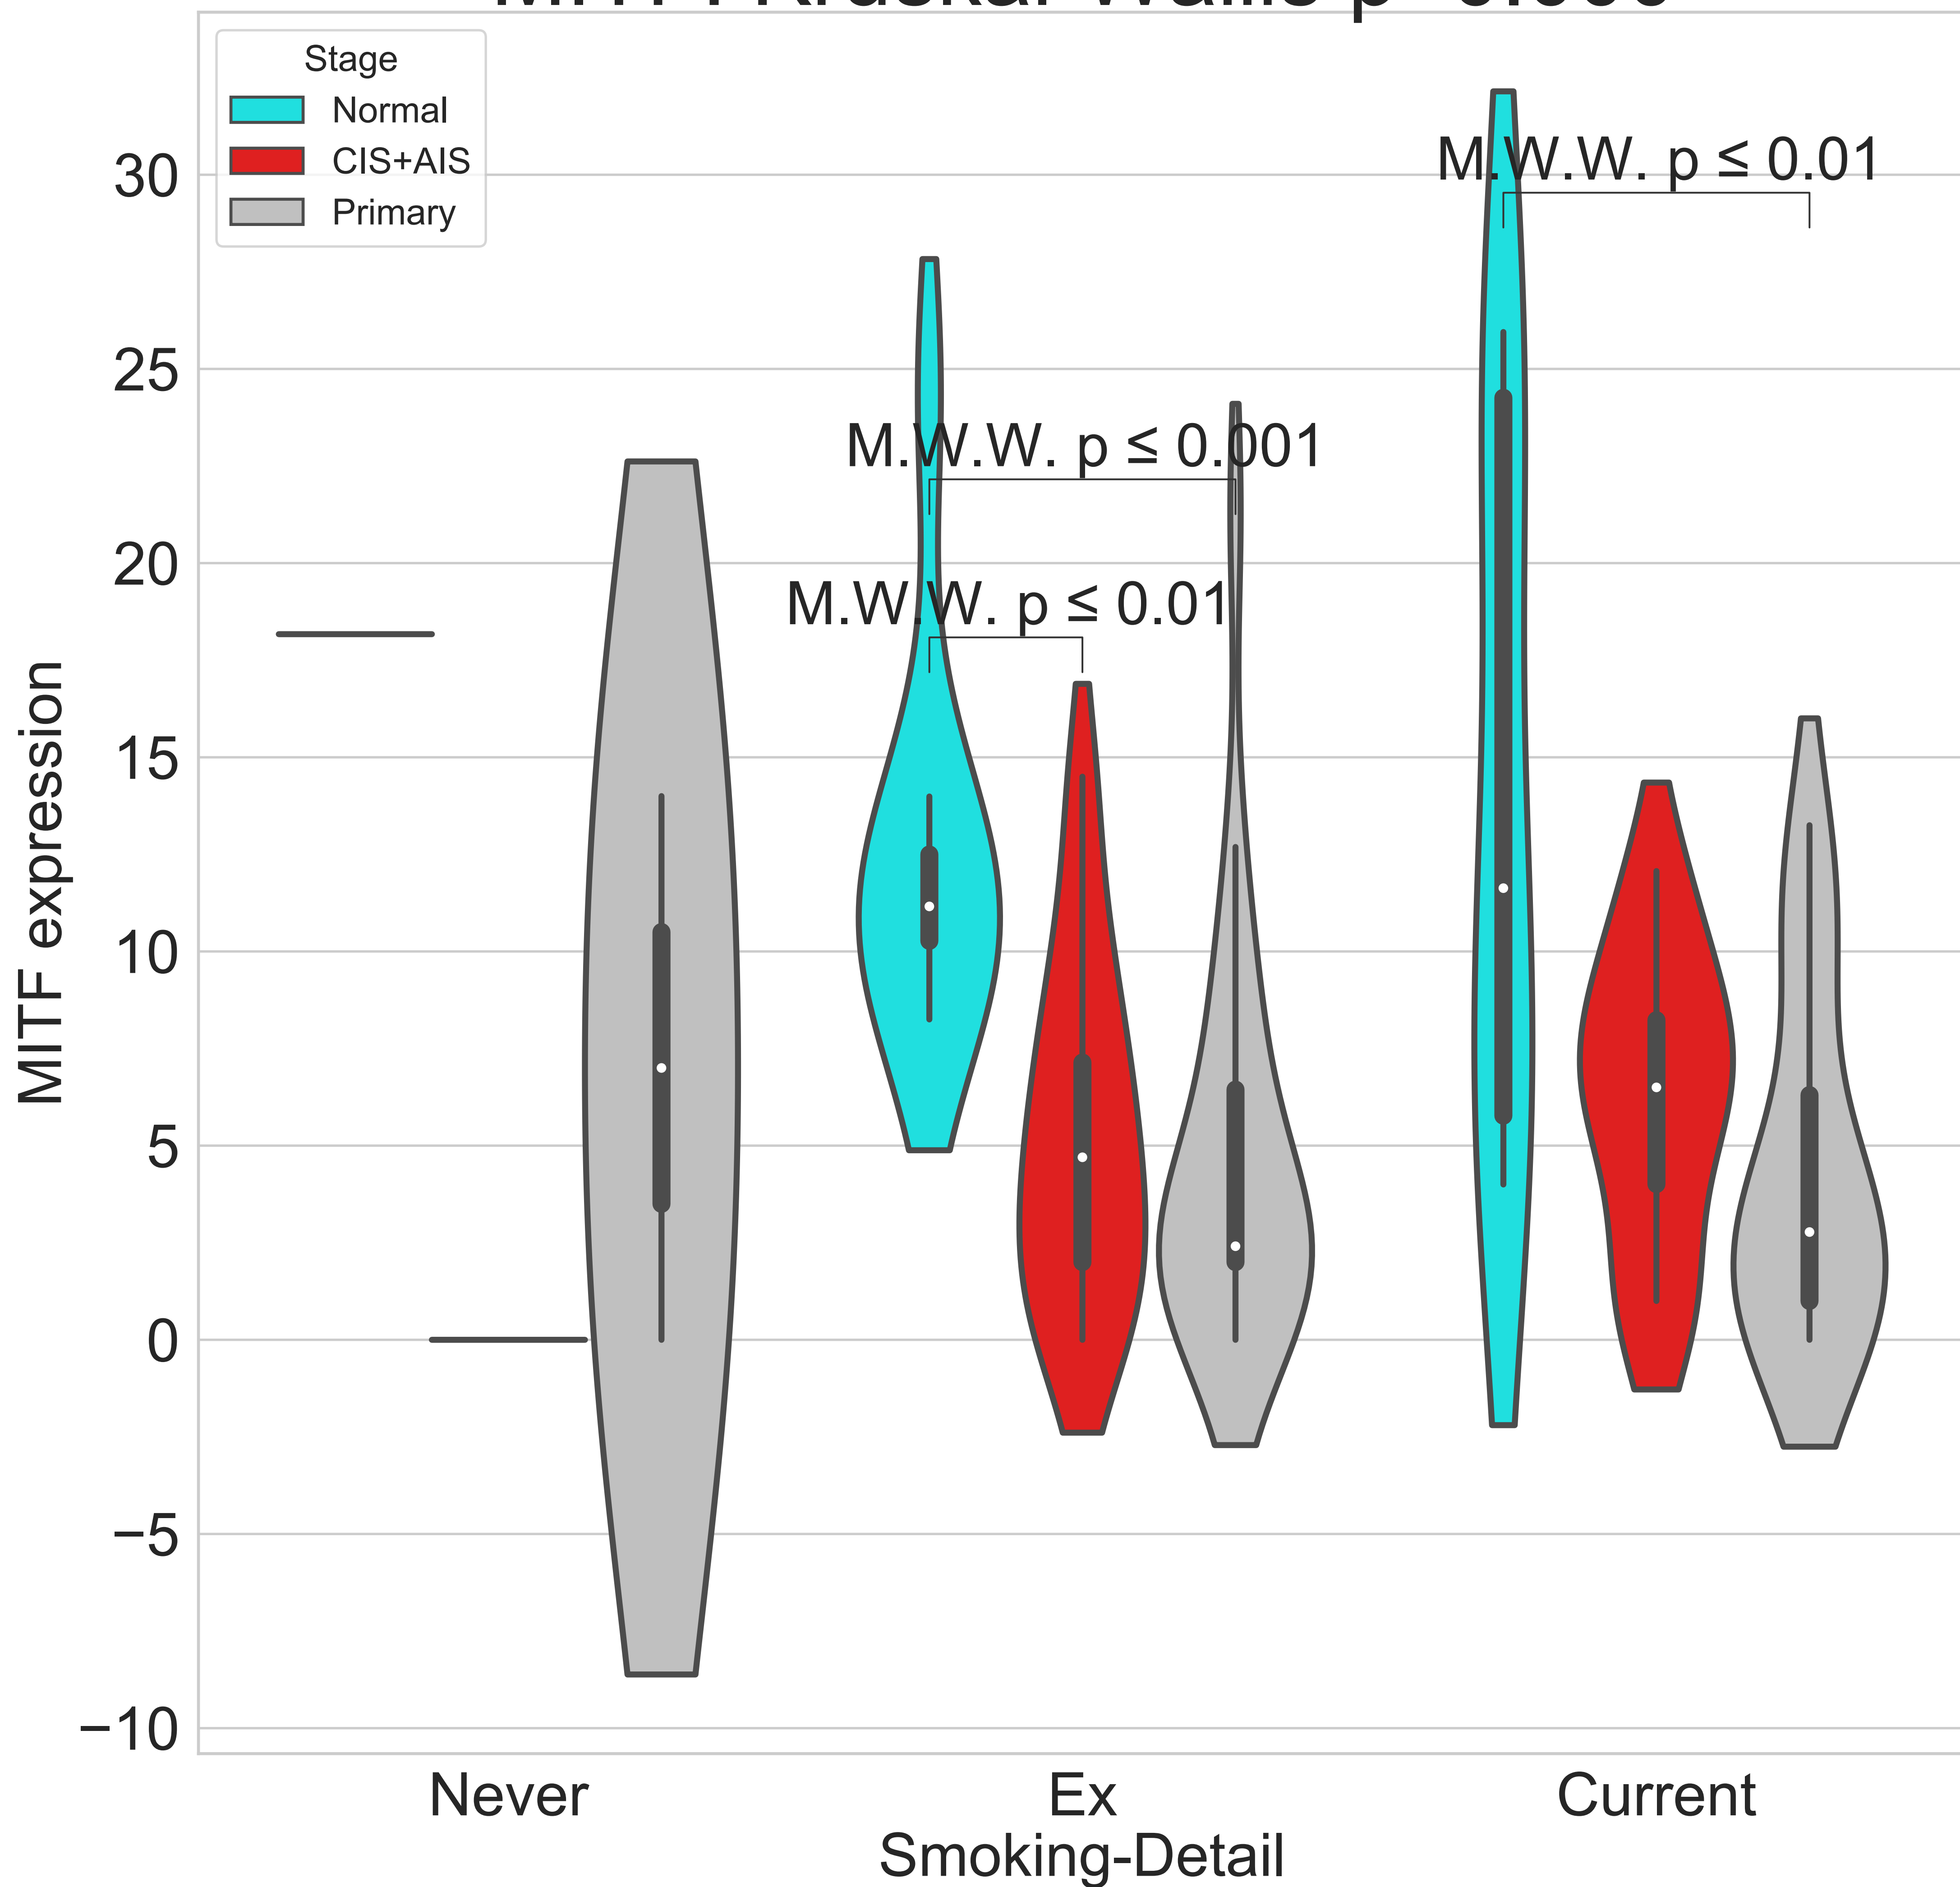 Stage
Normal
CIS+AIS
Primary
30
25
20
15
10
5
0
−5
−10
MITF expression
M.W.W. p ≤ 0.01
M.W.W. p ≤ 0.001
M.W.W. p ≤ 0.01
Never
Ex
Current
Smoking-Detail